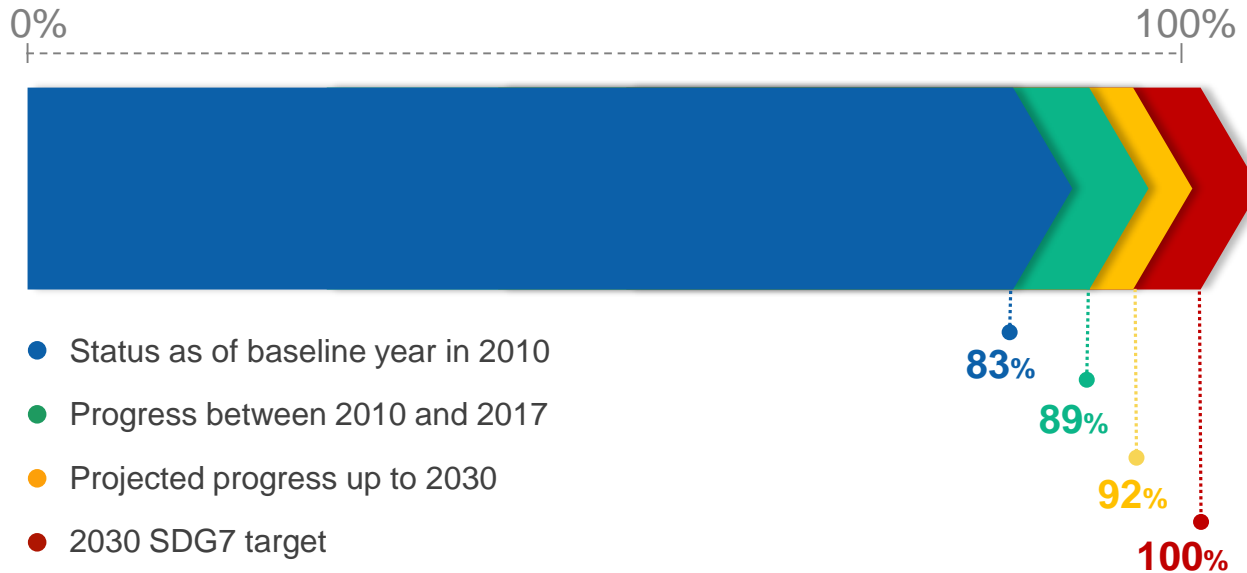 0% 100%
Status as of baseline year in 2010
83%
Progress between 2010 and 2017
89%
Projected progress up to 2030
92%
2030 SDG7 target
100%